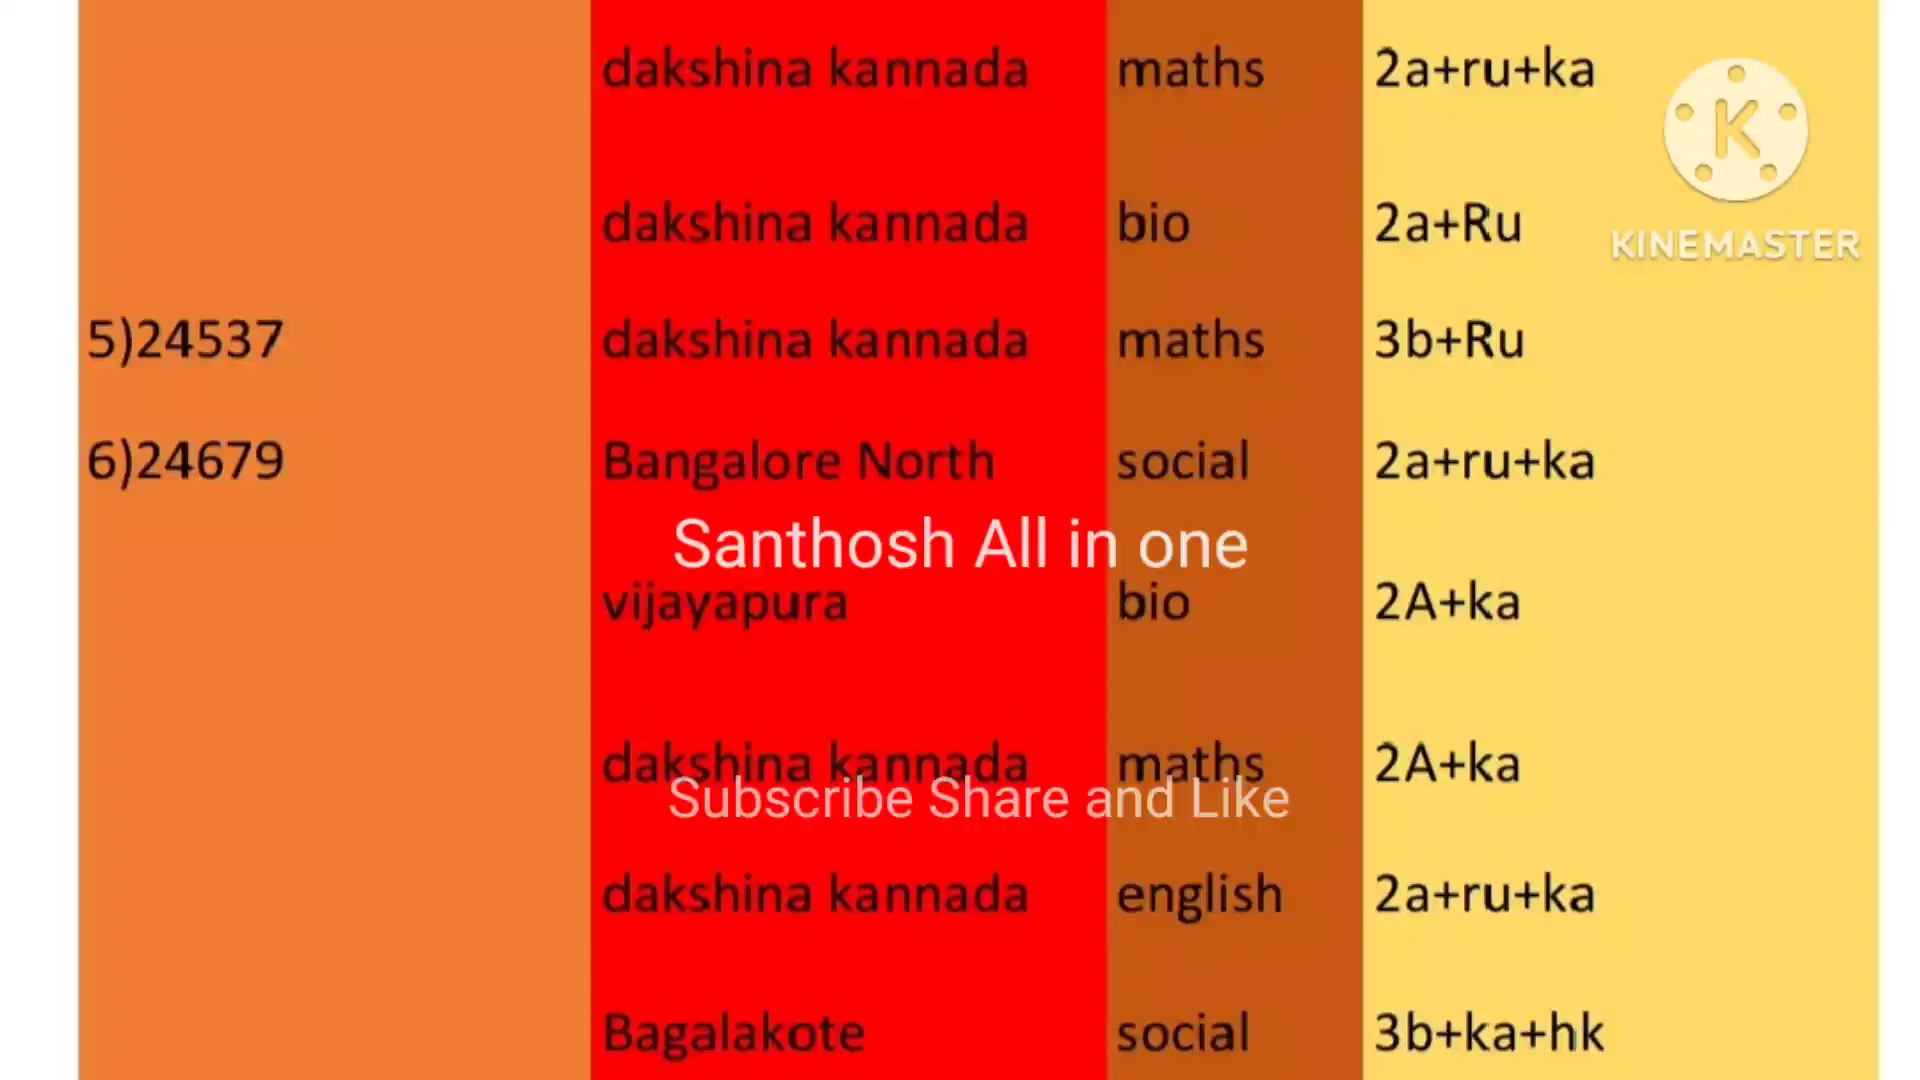 dakshina kannada maths 2a+ru+ka
dakshina kannada bio 2a+Ru
KINEMASTER
5)24537 dakshina kannada maths 3b+Ru
6)24679 Bangalore North social 2a+ru+ka
Santhosh All in one
vijayapura bio 2A+ka
dakshina kannada maths 2A+ka
Subscribe Share and Like
dakshina kannada english 2a+ru+ka
Bagalakote social 3b+ka+hk